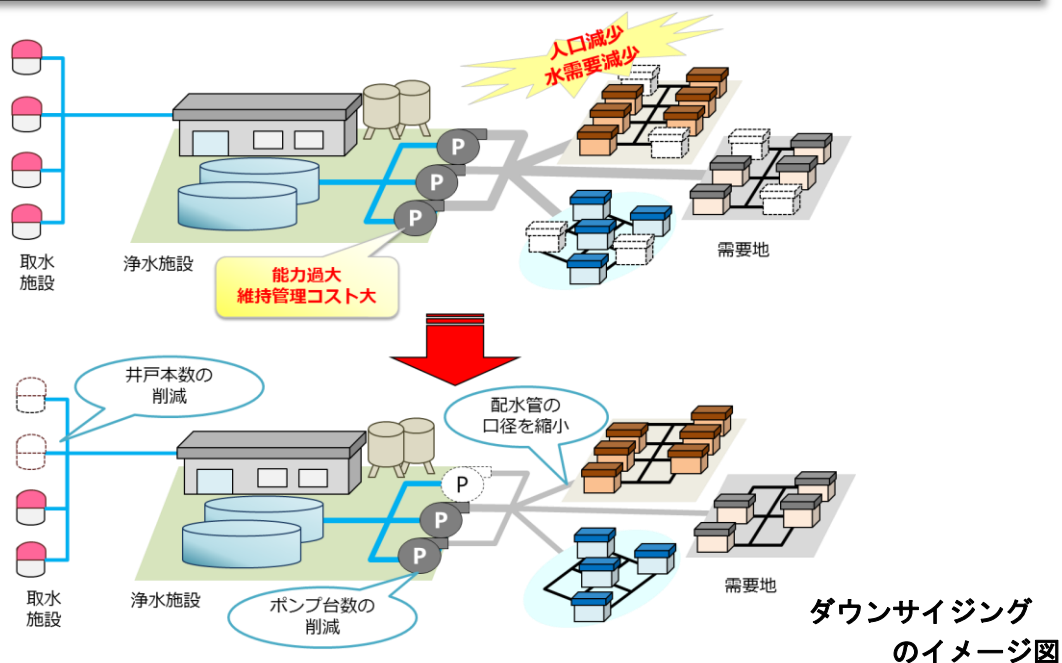 人口減少
水需要減少
P
P
P
取水
施設
浄水施設
需要地
能力過大
維持管理コスト大
井戸本数の
削減
配水管の
口径を縮小
P
P
P
取水
施設
浄水施設
ポンプ台数の
削減
需要地
ダウンサイジング
のイメージ図